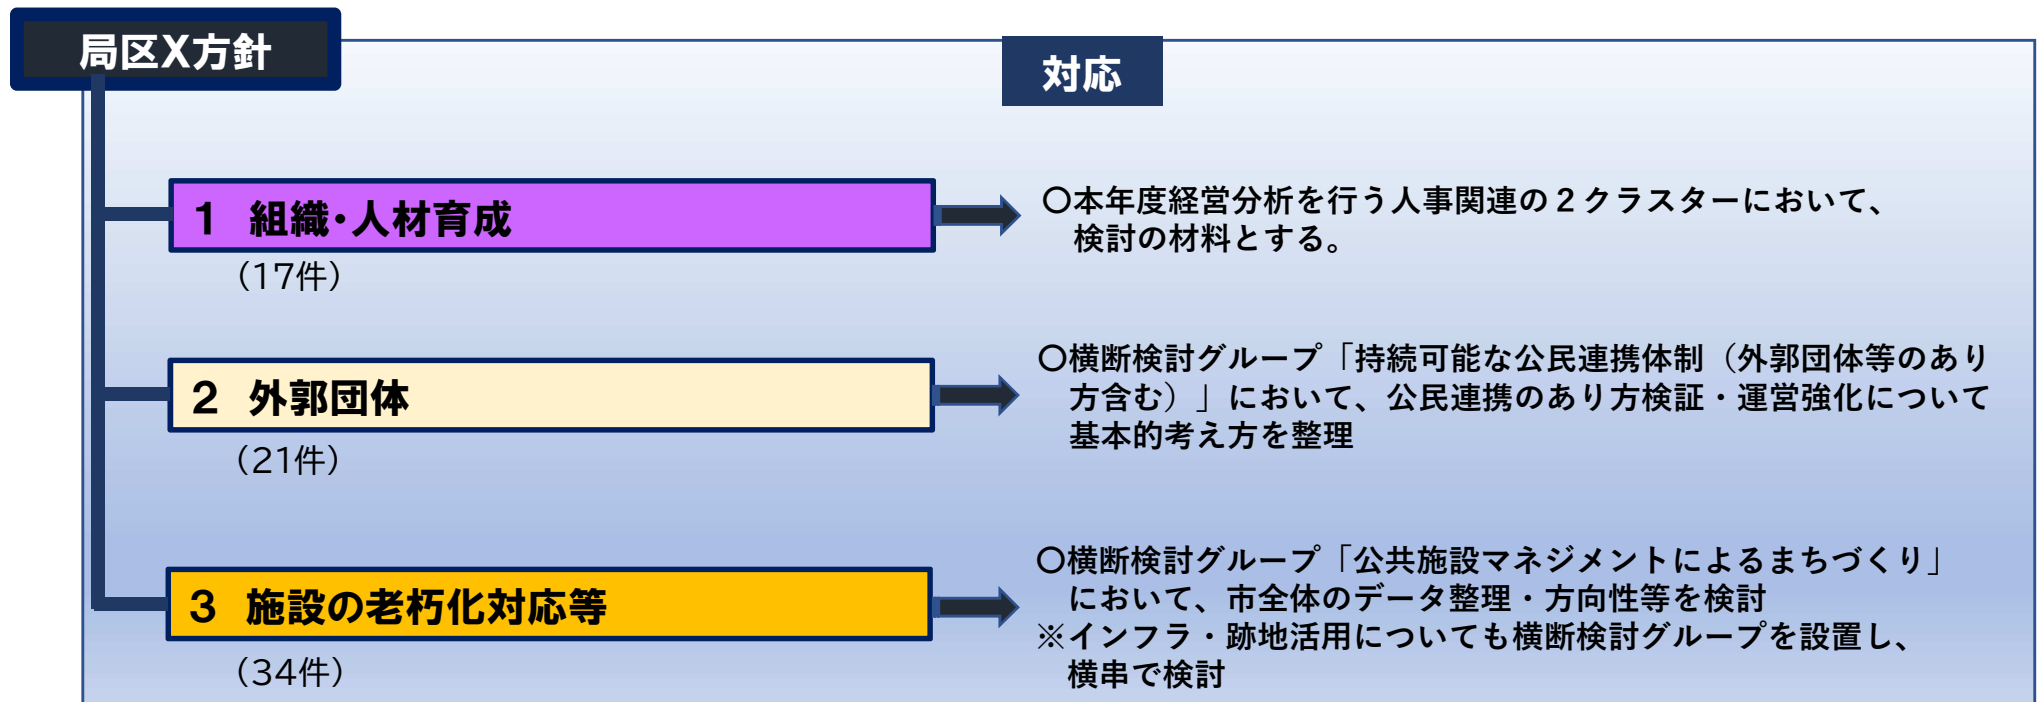 局区X方針
対応
1 組織・人材育成
（17件）
〇本年度経営分析を行う人事関連の２クラスターにおいて、
検討の材料とする。
2 外郭団体
（21件）
〇横断検討グループ「持続可能な公民連携体制（外郭団体等のあり
方含む）」において、公民連携のあり方検証・運営強化について
基本的考え方を整理
3 施設の老朽化対応等
（34件）
〇横断検討グループ「公共施設マネジメントによるまちづくり」
において、市全体のデータ整理・方向性等を検討
※インフラ・跡地活用についても横断検討グループを設置し、
横串で検討